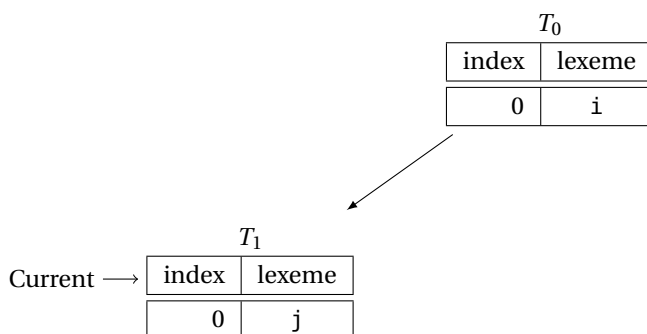 T₀
index lexeme
0 i
T₁
Current index lexeme
0 j